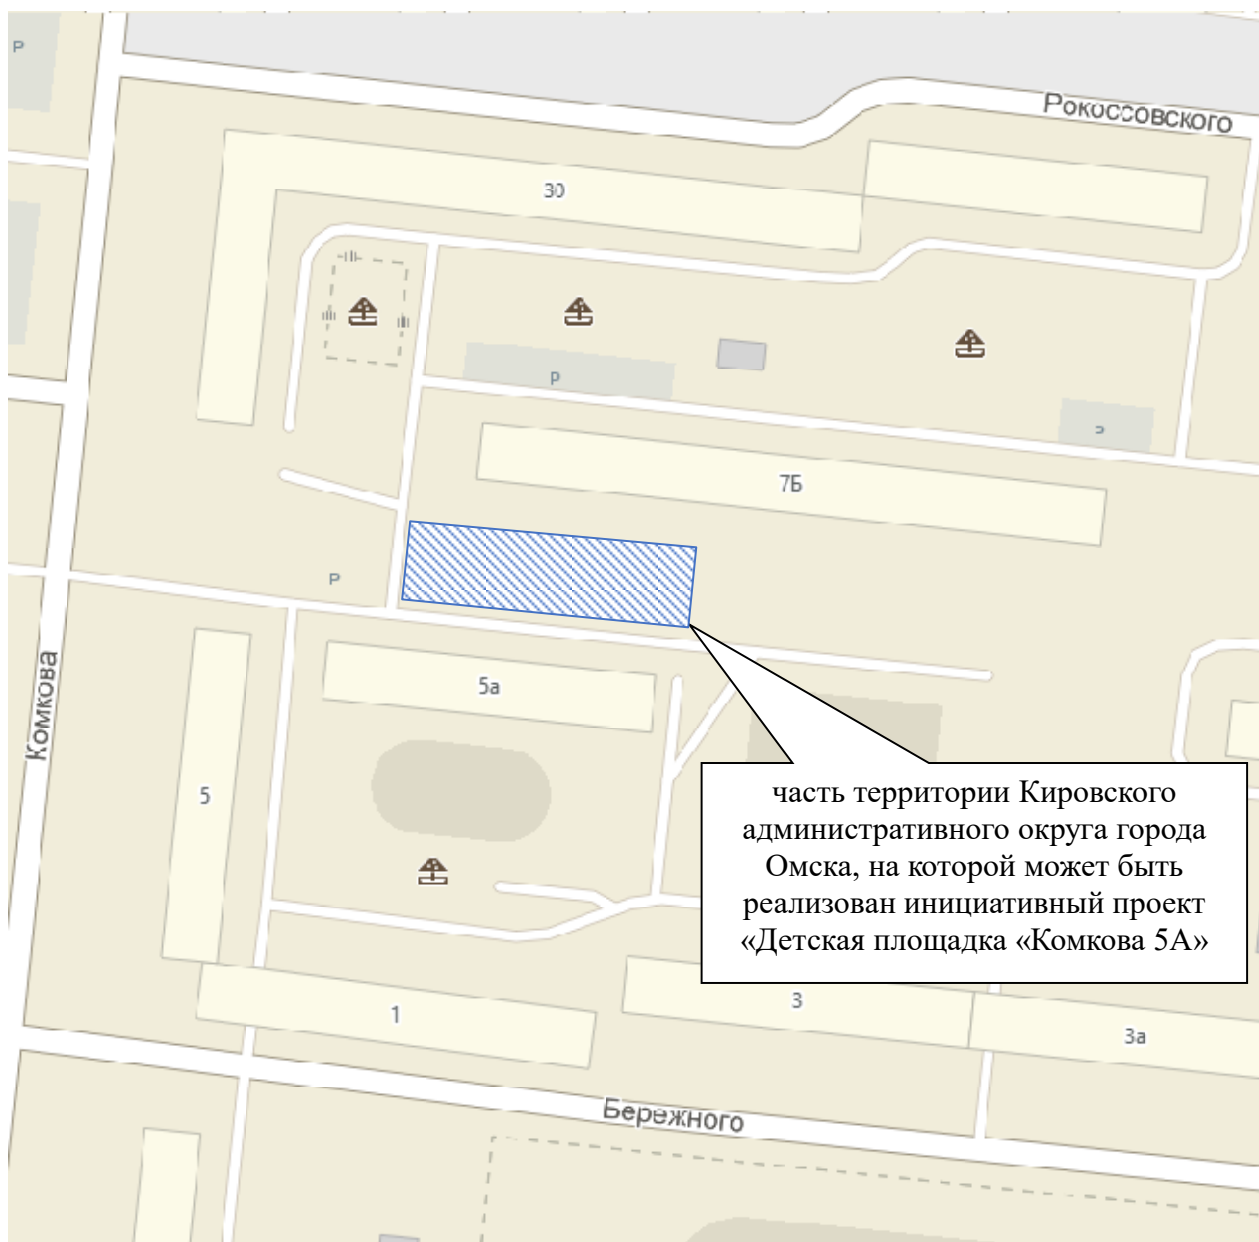 Р
Рокоссовского
30
Р
Р
7Б
Р
Комкова
5а
5
часть территории Кировского
административного округа города
Омска, на которой может быть
реализован инициативный проект
«Детская площадка «Комкова 5А»
1
3
3а
Бережного